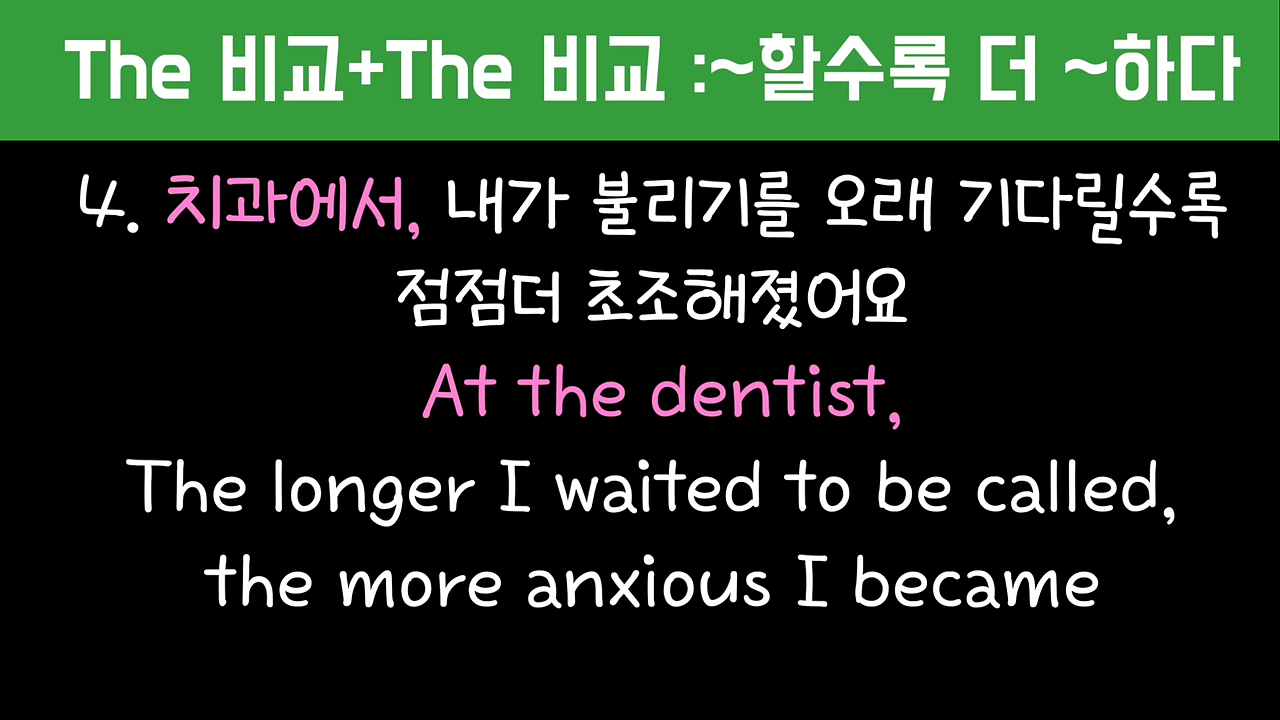 The 비교+The 비교 :~할수록 더 ~하다
4. 치과에서, 내가 불리기를 오래 기다릴수록
점점더 초조해졌어요
At the dentist,
The longer I waited to be called,
the more anxious I became